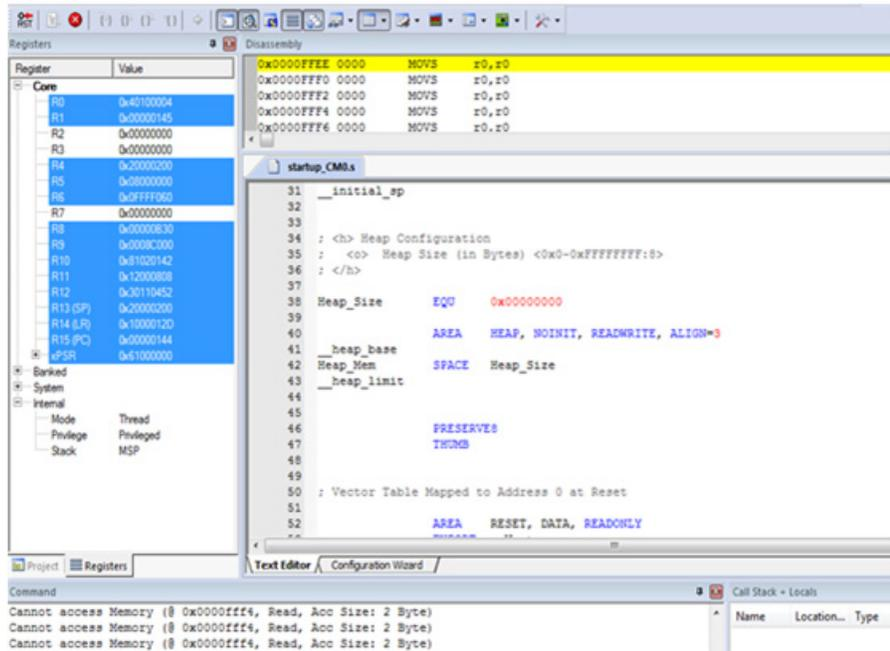 RST
Registers
Register Value
Core
R0 0x40100004
R1 0x00000145
R2 0x00000000
R3 0x00000000
R4 0x20000200
R5 0x08000000
R6 0x0FFFF060
R7 0x00000000
R8 0x00000B30
R9 0x0008C000
R10 0x81020142
R11 0x12000808
R12 0x30110452
R13 (SP) 0x20000200
R14 (LR) 0x1000012D
R15 (PC) 0x00000144
xPSR 0x61000000
Banked
System
Internal
Mode Thread
Privilege Privileged
Stack MSP
Project Registers
Disassembly
0x0000FFEE 0000 MOVS r0,r0
0x0000FFF0 0000 MOVS r0,r0
0x0000FFF2 0000 MOVS r0,r0
0x0000FFF4 0000 MOVS r0,r0
0x0000FFF6 0000 MOVS r0,r0
startup_CM0.s
31 __initial_sp
32
33
34 ; <h> Heap Configuration
35 ; <o> Heap Size (in Bytes) <0x0-0xFFFFFFFF:8>
36 ; </h>
37
38 Heap_Size EQU 0x00000000
39
40 AREA HEAP, NOINIT, READWRITE, ALIGN=3
41 __heap_base
42 Heap_Mem SPACE Heap_Size
43 __heap_limit
44
45
46 PRESERVE8
47 THUMB
48
49
50 ; Vector Table Mapped to Address 0 at Reset
51
52 AREA RESET, DATA, READONLY
Text Editor Configuration Wizard
Command
Cannot access Memory (@ 0x0000fff4, Read, Acc Size: 2 Byte)
Cannot access Memory (@ 0x0000fff4, Read, Acc Size: 2 Byte)
Cannot access Memory (@ 0x0000fff4, Read, Acc Size: 2 Byte)
Call Stack + Locals
Name Location... Type